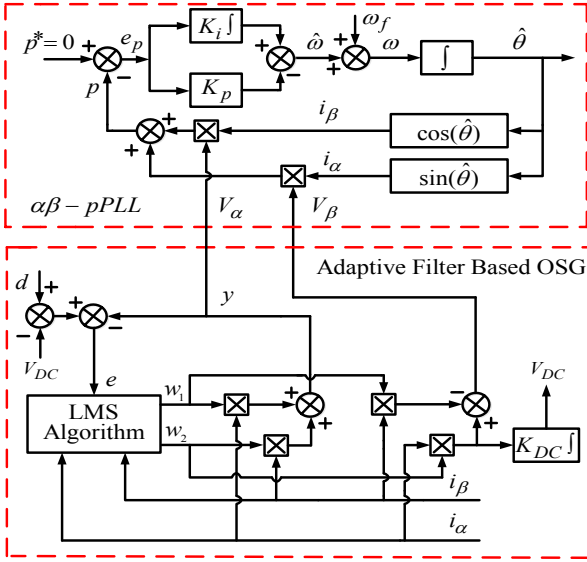 p*=0
+
e_p
−
p
K_i ∫
K_p
+
−
ω̂
+
+
ω_f
ω
∫
θ̂
+
+
i_β
cos(θ̂)
i_α
sin(θ̂)
V_α
V_β
αβ − pPLL
Adaptive Filter Based OSG
d
+
−
+
−
y
V_DC
e
LMS
Algorithm
w_1
w_2
+
+
−
+
V_DC
K_DC ∫
i_β
i_α